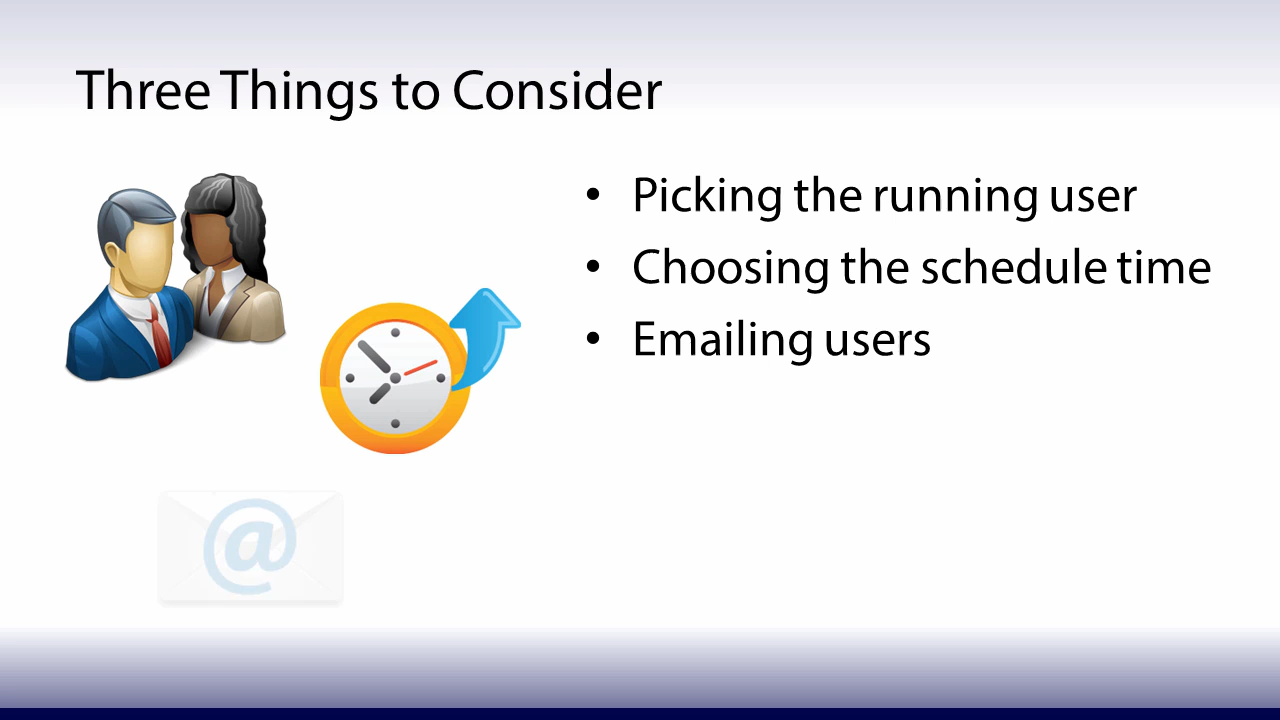 Three Things to Consider
• Picking the running user
• Choosing the schedule time
• Emailing users
@